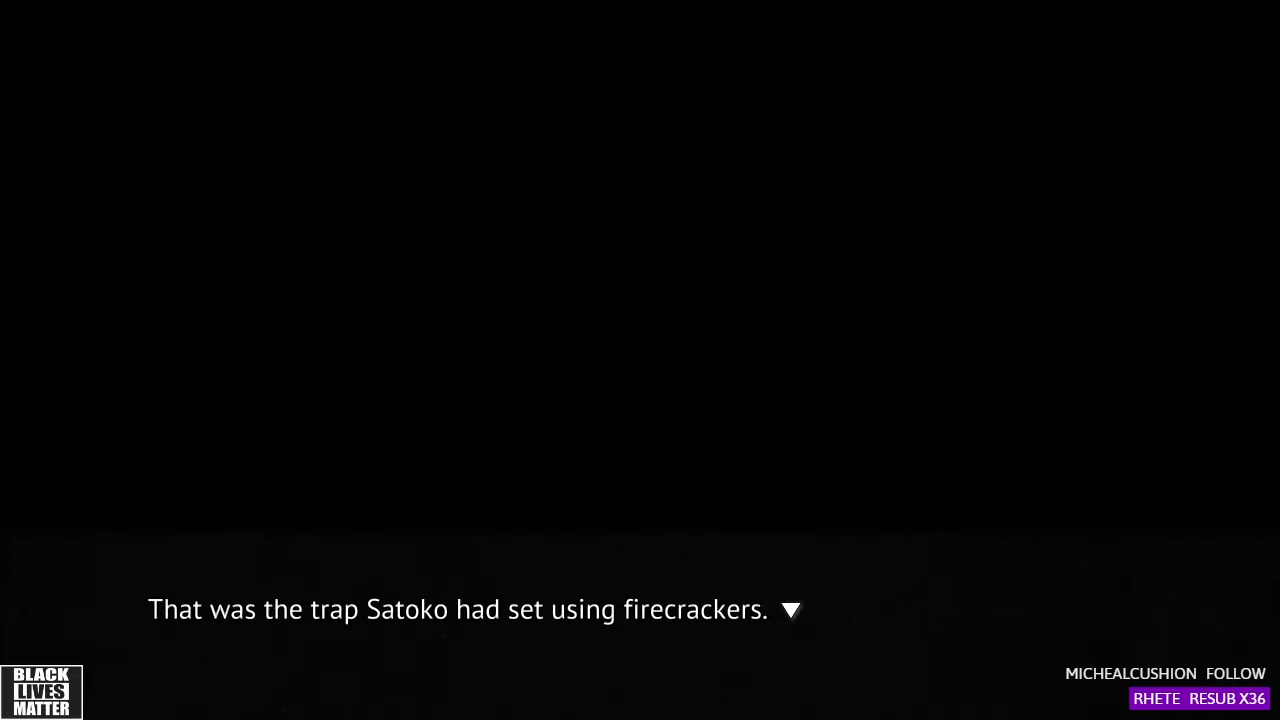 That was the trap Satoko had set using firecrackers.
BLACK
LIVES
MATTER
MICHEALCUSHION FOLLOW
RHETE RESUB X36